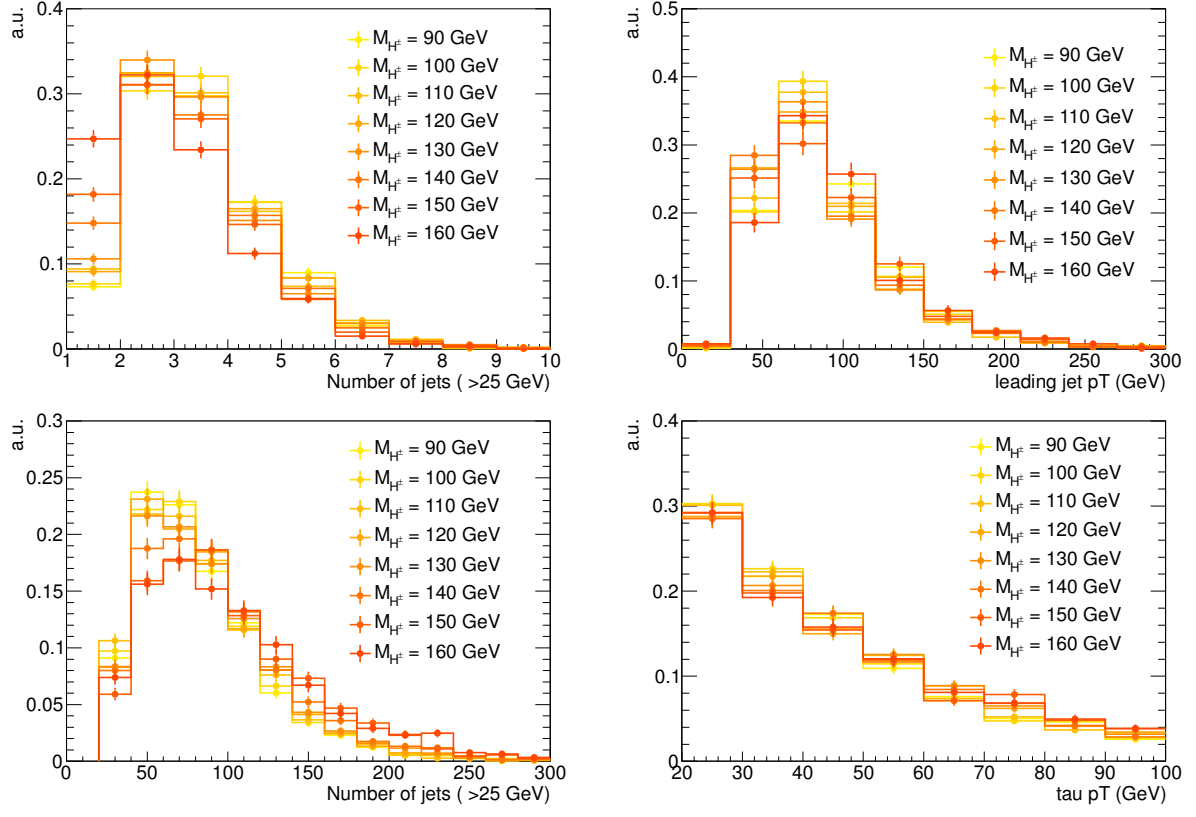 a.u.
0.4
0.3
0.2
0.1
0
1 2 3 4 5 6 7 8 9 10
Number of jets ( >25 GeV)
M_H± = 90 GeV
M_H± = 100 GeV
M_H± = 110 GeV
M_H± = 120 GeV
M_H± = 130 GeV
M_H± = 140 GeV
M_H± = 150 GeV
M_H± = 160 GeV
a.u.
0.5
0.4
0.3
0.2
0.1
0
0 50 100 150 200 250 300
leading jet pT (GeV)
M_H± = 90 GeV
M_H± = 100 GeV
M_H± = 110 GeV
M_H± = 120 GeV
M_H± = 130 GeV
M_H± = 140 GeV
M_H± = 150 GeV
M_H± = 160 GeV
a.u.
0.3
0.25
0.2
0.15
0.1
0.05
0
0 50 100 150 200 250 300
Number of jets ( >25 GeV)
M_H± = 90 GeV
M_H± = 100 GeV
M_H± = 110 GeV
M_H± = 120 GeV
M_H± = 130 GeV
M_H± = 140 GeV
M_H± = 150 GeV
M_H± = 160 GeV
a.u.
0.4
0.3
0.2
0.1
0
20 30 40 50 60 70 80 90 100
tau pT (GeV)
M_H± = 90 GeV
M_H± = 100 GeV
M_H± = 110 GeV
M_H± = 120 GeV
M_H± = 130 GeV
M_H± = 140 GeV
M_H± = 150 GeV
M_H± = 160 GeV